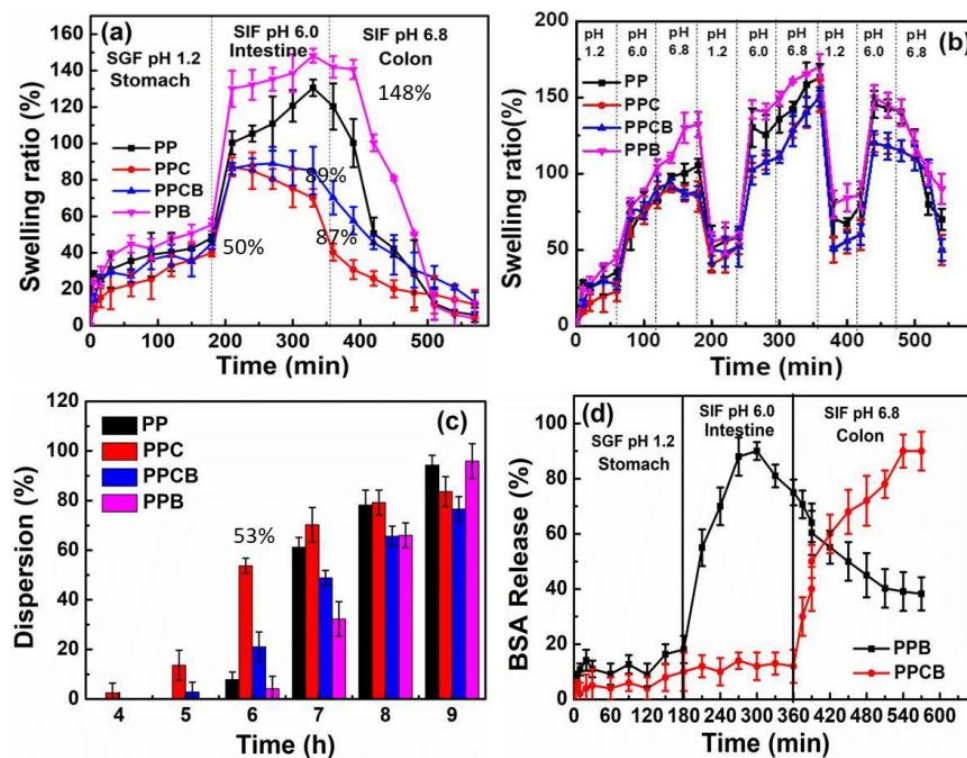 (a)
SGF pH 1.2
Stomach
SIF pH 6.0
Intestine
SIF pH 6.8
Colon
148%
PP
PPC
PPCB
PPB
50%
89%
87%
Swelling ratio (%)
160
140
120
100
80
60
40
20
0
0 100 200 300 400 500
Time (min)
(b)
pH 1.2
pH 6.0
pH 6.8
pH 1.2
pH 6.0
pH 6.8
pH 1.2
pH 6.0
pH 6.8
PP
PPC
PPCB
PPB
Swelling ratio(%)
200
150
100
50
0
0 100 200 300 400 500
Time (min)
(c)
PP
PPC
PPCB
PPB
53%
Dispersion (%)
120
100
80
60
40
20
0
4 5 6 7 8 9
Time (h)
(d)
SGF pH 1.2
Stomach
SIF pH 6.0
Intestine
SIF pH 6.8
Colon
PPB
PPCB
BSA Release (%)
100
80
60
40
20
0
0 60 120 180 240 300 360 420 480 540 600
Time (min)